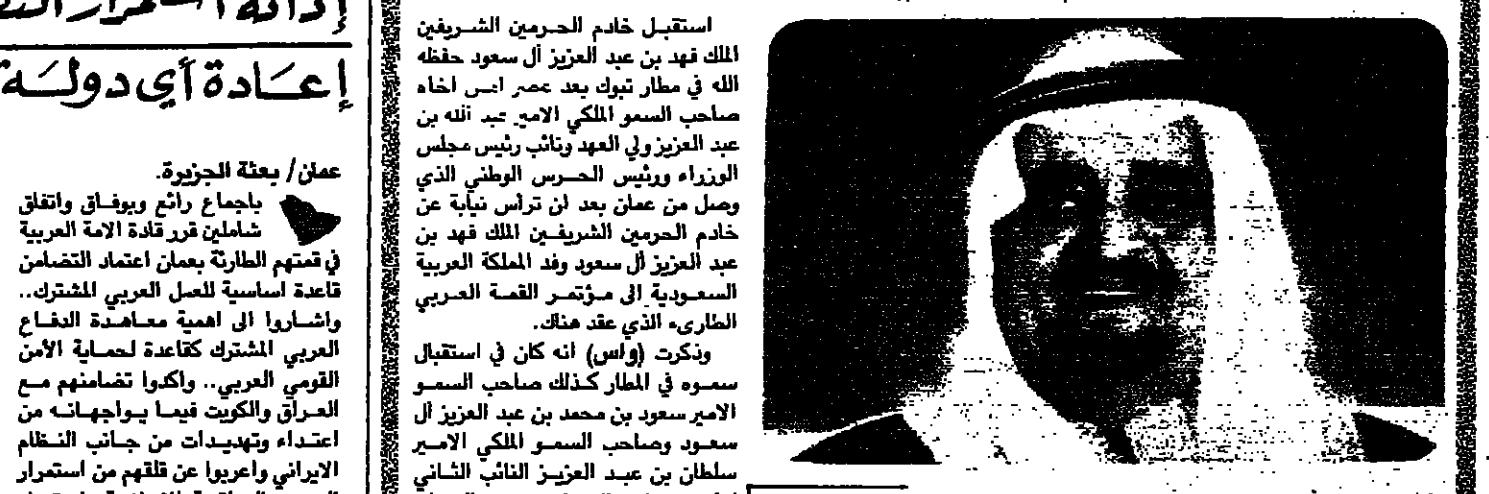 استقبل خادم الحرمين الشريفين
الملك فهد بن عبد العزيز آل سعود حفظه
الله في مطار تبوك بعد عصر امس اخاه
صاحب السمو الملكي الامير عبد الله بن
عبد العزيز ولي العهد ونائب رئيس مجلس
الوزراء ورئيس الحرس الوطني الذي
وصل من عمان بعد ان ترأس نيابة عن
خادم الحرمين الشريفين الملك فهد بن
عبد العزيز آل سعود وفد المملكة العربية
السعودية إلى مؤتمر القمة العربي
الطارىء الذي عقد هناك.
وذكرت (واس) انه كان في استقبال
سموه في المطار كذلك صاحب السمو
الامير سعود بن محمد بن عبد العزيز آل
سعود وصاحب السمو الملكي الامير
سلطان بن عبد العزيز النائب الثاني
إدانة استمرار
إعادة أي دولة
عمان/ بعثة الجزيرة.
باجماع رائع وبوفاق واتفاق
شاملين قرر قادة الامة العربية
في قمتهم الطارئة بعمان اعتماد التضامن
قاعدة اساسية للعمل العربي المشترك..
واشاروا الى اهمية معاهدة الدفاع
العربي المشترك كقاعدة لحماية الأمن
القومي العربي.. واكدوا تضامنهم مع
العراق والكويت فيما يواجهانه من
اعتداء وتهديدات من جانب النظام
الايراني واعربوا عن قلقهم من استمرار